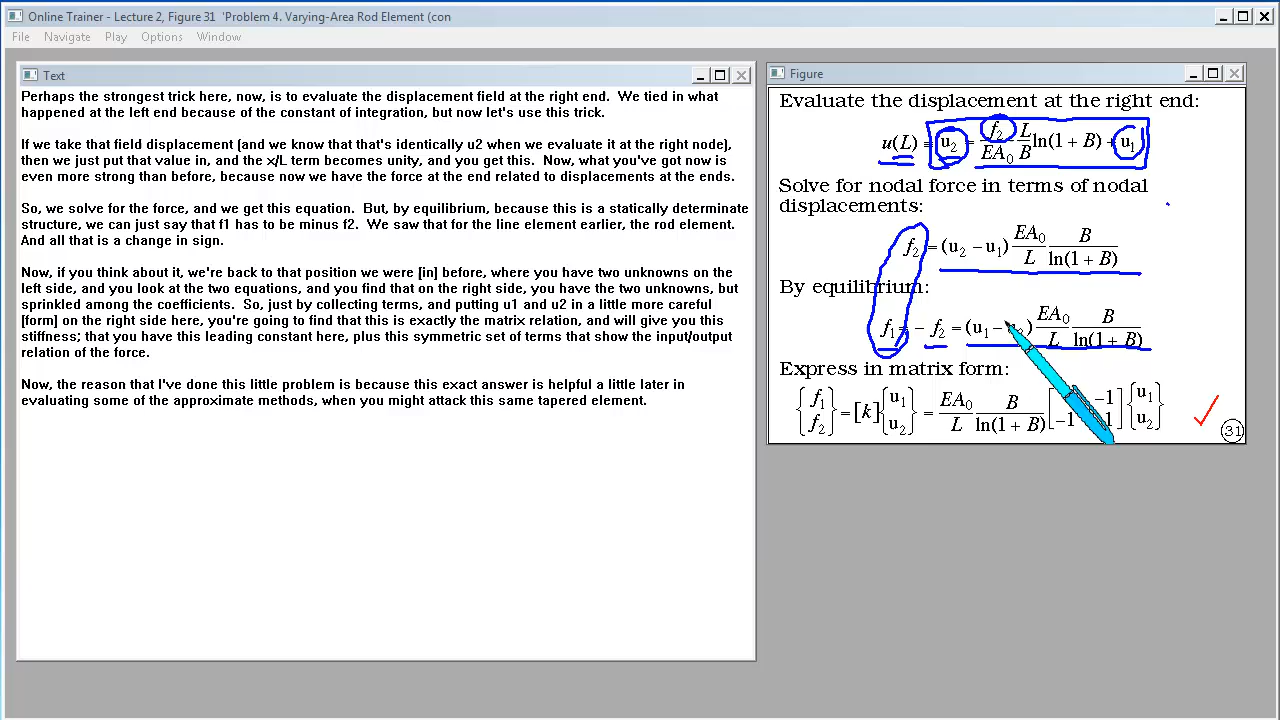 Online Trainer - Lecture 2, Figure 31 'Problem 4. Varying-Area Rod Element (con
File Navigate Play Options Window
Text
Perhaps the strongest trick here, now, is to evaluate the displacement field at the right end. We tied in what
happened at the left end because of the constant of integration, but now let's use this trick.
If we take that field displacement (and we know that that's identically u2 when we evaluate it at the right node),
then we just put that value in, and the x/L term becomes unity, and you get this. Now, what you've got now is
even more strong than before, because now we have the force at the end related to displacements at the ends.
So, we solve for the force, and we get this equation. But, by equilibrium, because this is a statically determinate
structure, we can just say that f1 has to be minus f2. We saw that for the line element earlier, the rod element.
And all that is a change in sign.
Now, if you think about it, we're back to that position we were [in] before, where you have two unknowns on the
left side, and you look at the two equations, and you find that on the right side, you have the two unknowns, but
sprinkled among the coefficients. So, just by collecting terms, and putting u1 and u2 in a little more careful
[form] on the right side here, you're going to find that this is exactly the matrix relation, and will give you this
stiffness; that you have this leading constant here, plus this symmetric set of terms that show the input/output
relation of the force.
Now, the reason that I've done this little problem is because this exact answer is helpful a little later in
evaluating some of the approximate methods, when you might attack this same tapered element.
Figure
Evaluate the displacement at the right end:
u(L) = u₂ = f₂/EA₀ L/B ln(1 + B) + u₁
Solve for nodal force in terms of nodal
displacements:
f₂ = (u₂ − u₁) EA₀/L B/ln(1 + B)
By equilibrium:
f₁ = − f₂ = (u₁ − u₂) EA₀/L B/ln(1 + B)
Express in matrix form:
{f₁ f₂} = [k]{u₁ u₂} = EA₀/L B/ln(1 + B) [ −1 −1 1]{u₁ u₂}
31